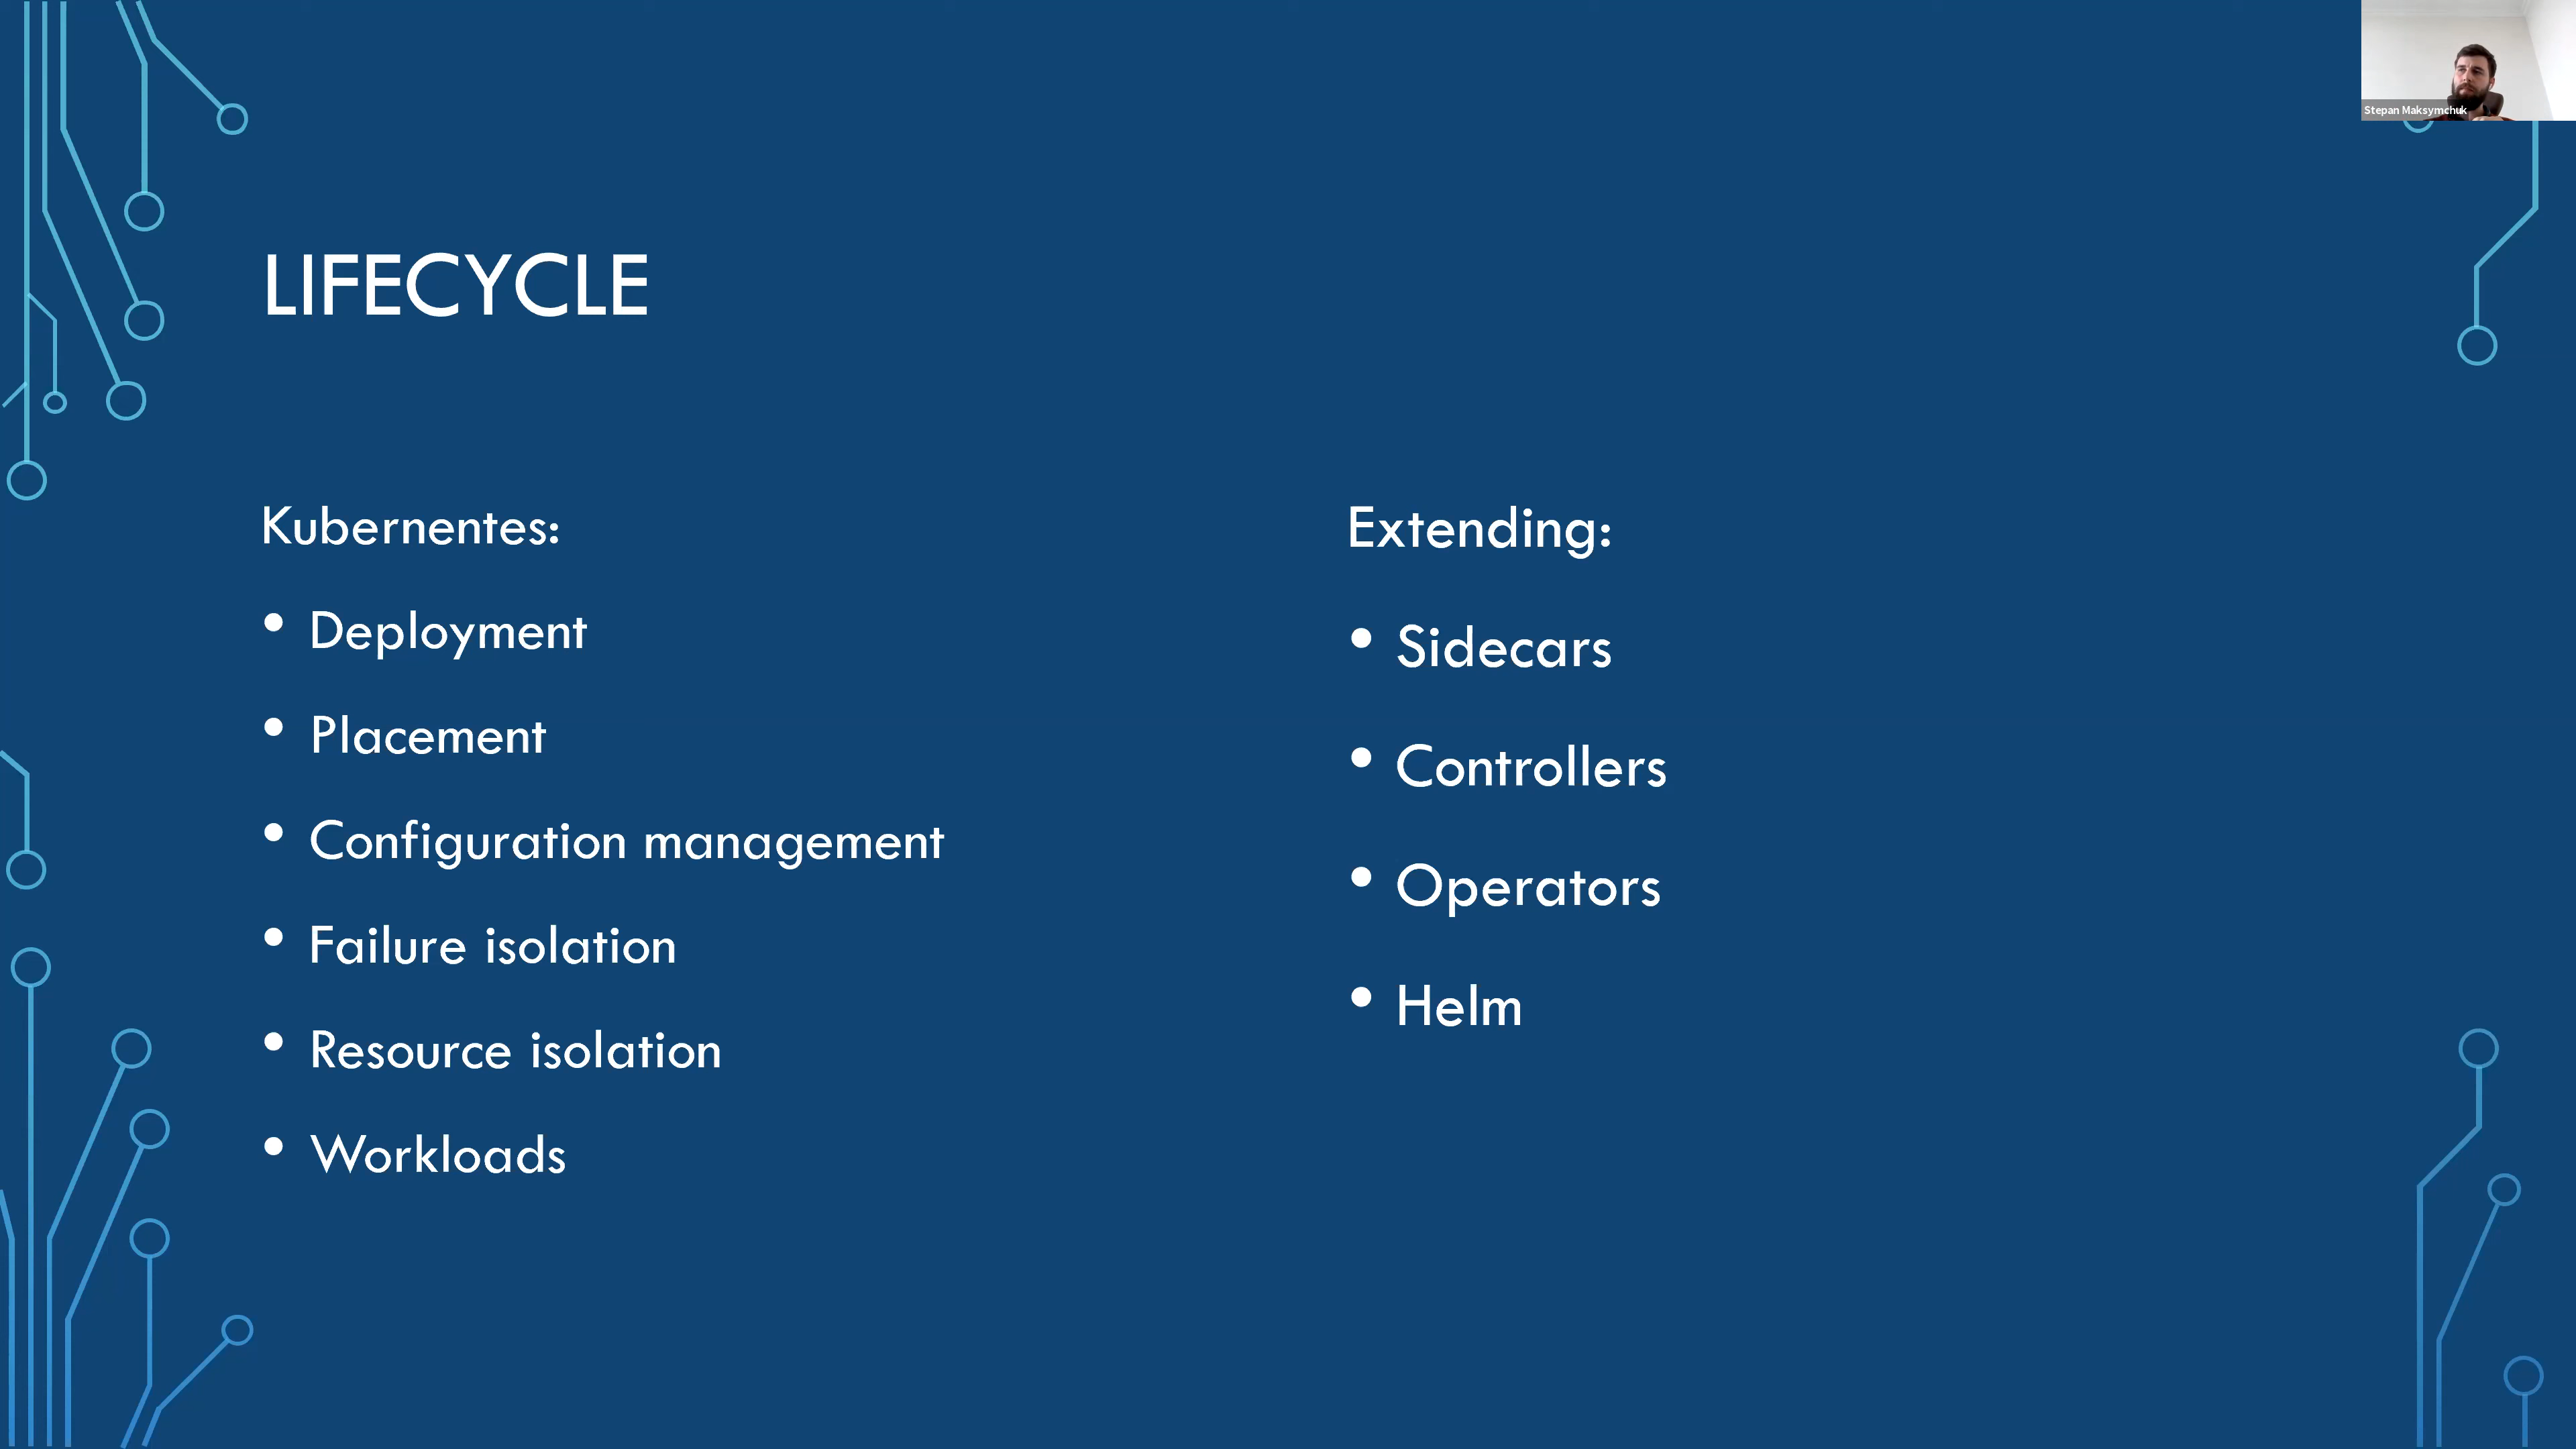 Stepan Maksymchuk
LIFECYCLE
Kubernentes:
• Deployment
• Placement
• Configuration management
• Failure isolation
• Resource isolation
• Workloads
Extending:
• Sidecars
• Controllers
• Operators
• Helm